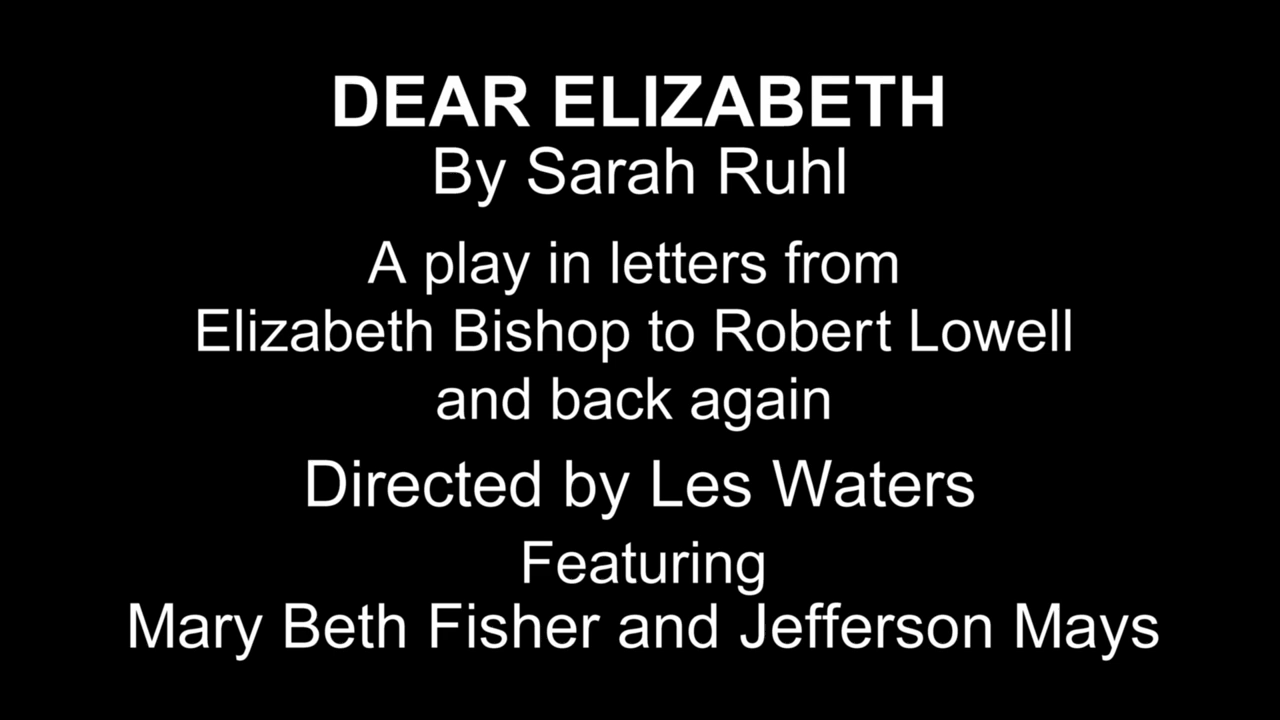 DEAR ELIZABETH
By Sarah Ruhl
A play in letters from
Elizabeth Bishop to Robert Lowell
and back again
Directed by Les Waters
Featuring
Mary Beth Fisher and Jefferson Mays